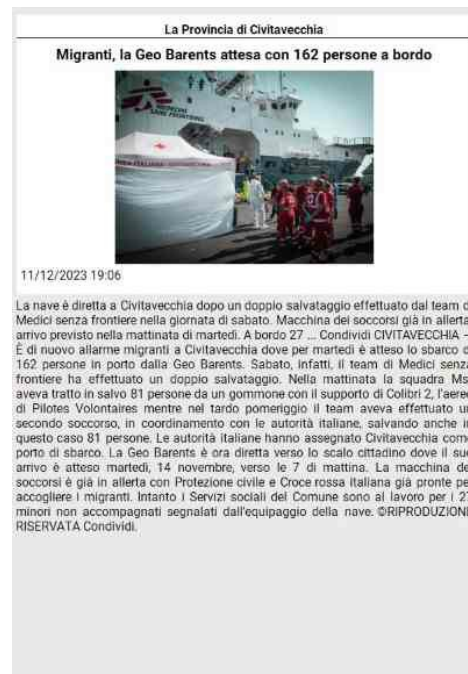 La Provincia di Civitavecchia
Migranti, la Geo Barents attesa con 162 persone a bordo
MEDECINS
SANS FRONTIERES
11/12/2023 19:06
La nave è diretta a Civitavecchia dopo un doppio salvataggio effettuato dal team d
Medici senza frontiere nella giornata di sabato. Macchina dei soccorsi già in allerta
arrivo previsto nella mattinata di martedì. A bordo 27 ... Condividi CIVITAVECCHIA –
È di nuovo allarme migranti a Civitavecchia dove per martedì è atteso lo sbarco d
162 persone in porto dalla Geo Barents. Sabato, infatti, il team di Medici senza
frontiere ha effettuato un doppio salvataggio. Nella mattinata la squadra Ms
aveva tratto in salvo 81 persone da un gommone con il supporto di Colibri 2, l'aereo
di Pilotes Volontaires mentre nel tardo pomeriggio il team aveva effettuato un
secondo soccorso, in coordinamento con le autorità italiane, salvando anche in
questo caso 81 persone. Le autorità italiane hanno assegnato Civitavecchia com
porto di sbarco. La Geo Barents è ora diretta verso lo scalo cittadino dove il suo
arrivo è atteso martedì, 14 novembre, verso le 7 di mattina. La macchina de
soccorsi è già in allerta con Protezione civile e Croce rossa italiana già pronte pe
accogliere i migranti. Intanto i Servizi sociali del Comune sono al lavoro per i 27
minori non accompagnati segnalati dall'equipaggio della nave. ©RIPRODUZIONE
RISERVATA Condividi.